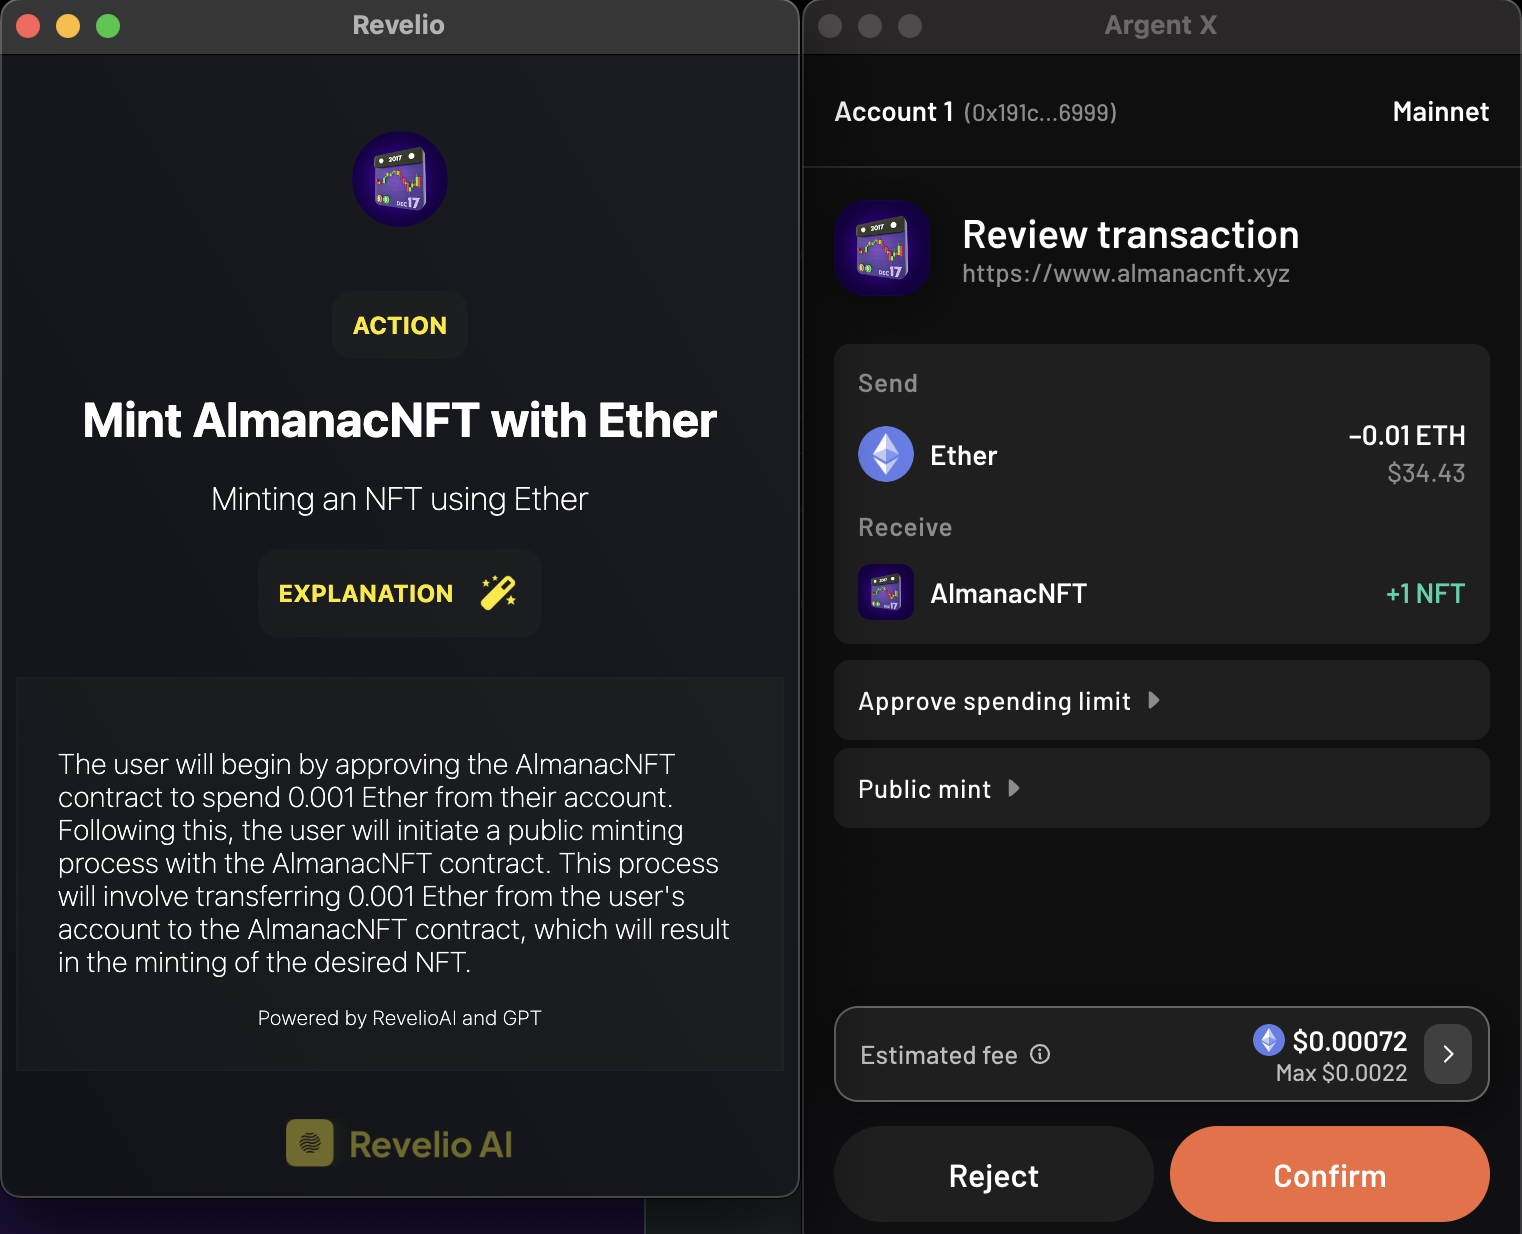 Revelio
ACTION
Mint AlmanacNFT with Ether
Minting an NFT using Ether
EXPLANATION
The user will begin by approving the AlmanacNFT
contract to spend 0.001 Ether from their account.
Following this, the user will initiate a public minting
process with the AlmanacNFT contract. This process
will involve transferring 0.001 Ether from the user's
account to the AlmanacNFT contract, which will result
in the minting of the desired NFT.
Powered by RevelioAI and GPT
Revelio AI
2017
DEC 17
Argent X
Account 1 (0x191c...6999)
Mainnet
2017
DEC 17
Review transaction
https://www.almanacnft.xyz
Send
Ether
-0.01 ETH
$34.43
Receive
AlmanacNFT
+1 NFT
Approve spending limit
Public mint
Estimated fee
$0.00072
Max $0.0022
Reject
Confirm